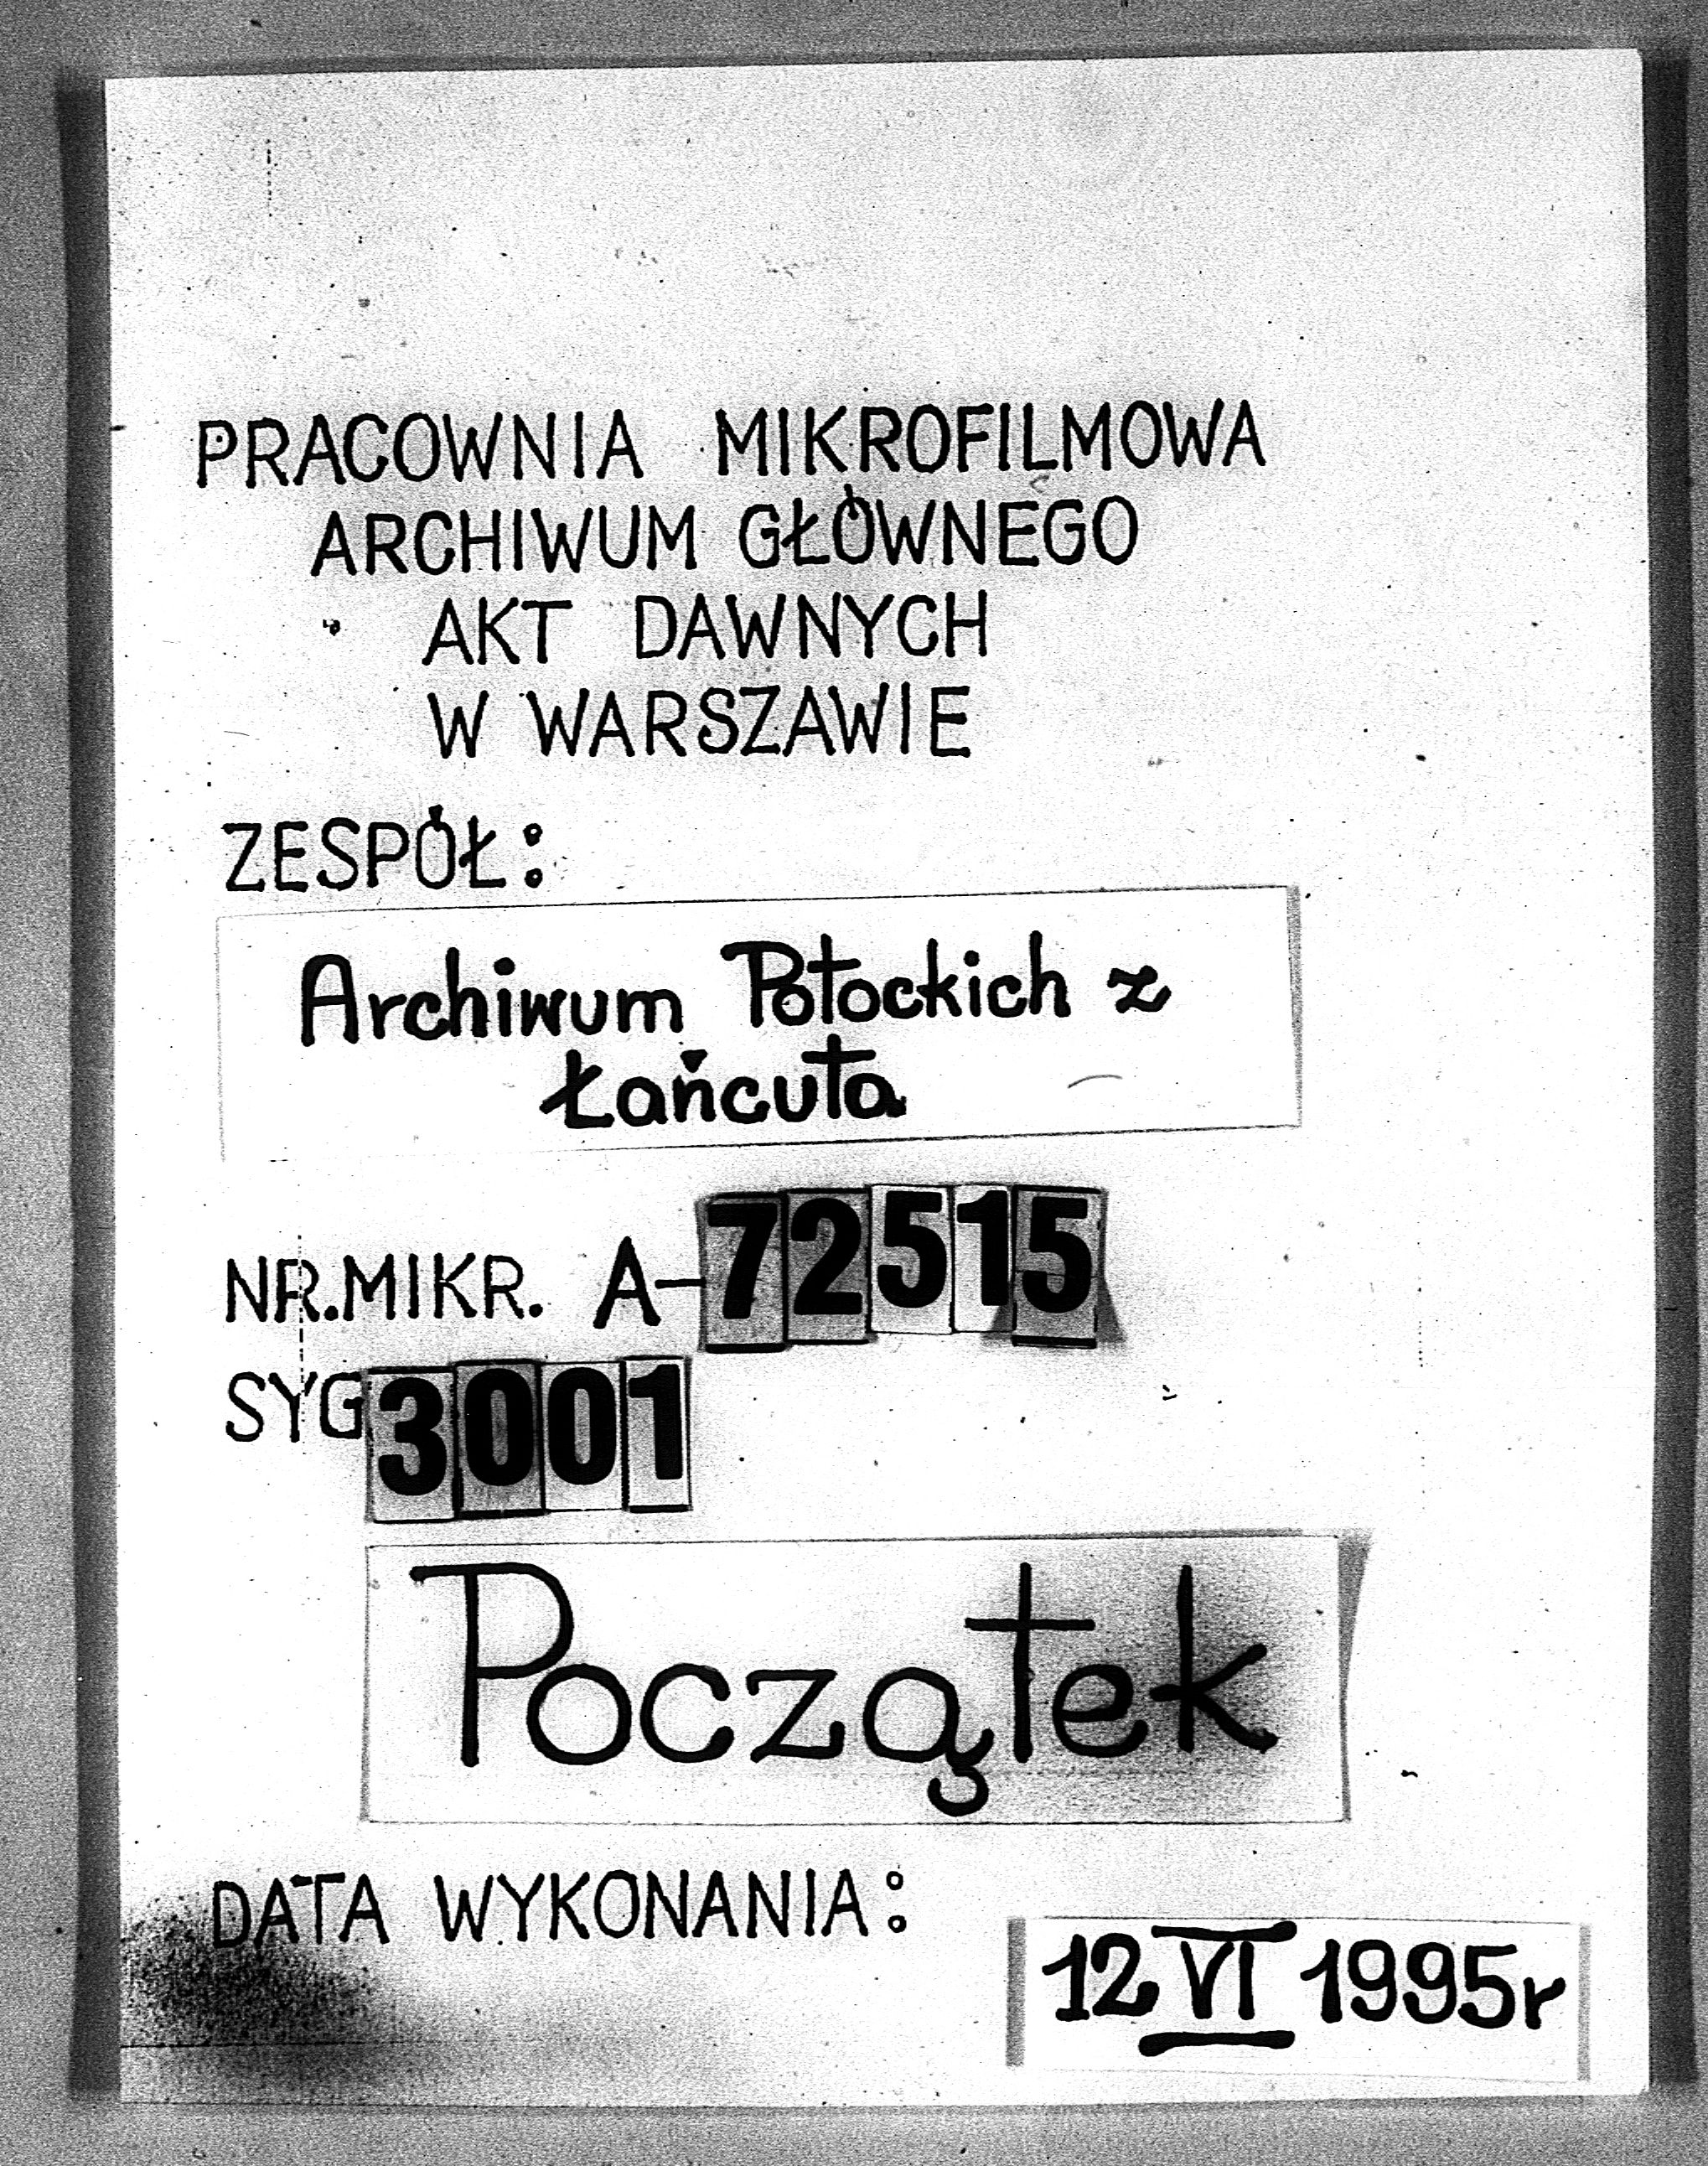 PRACOWNIA MIKROFILMOWA
ARCHIWUM GŁÓWNEGO
AKT DAWNYCH
W WARSZAWIE
ZESPÓŁ:
Archiwum Potockich z
Łańcuta
NR.MIKR. A-72515
SYG 3001
Początek
DATA WYKONANIA:
12 VI 1995r